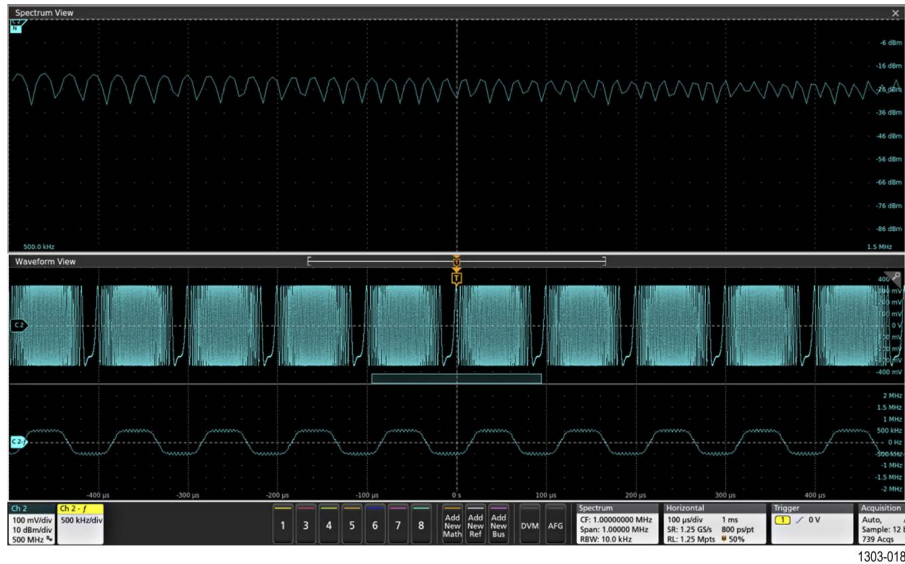 Spectrum View
-6 dBm
-16 dBm
-26 dBm
-36 dBm
-46 dBm
-56 dBm
-66 dBm
-76 dBm
-86 dBm
500.0 kHz 1.5 MHz
Waveform View
T
C 2
0 V
-400 mV
2 MHz
1.5 MHz
1 MHz
500 kHz
C 2
0 Hz
-500 kHz
-1 MHz
-1.5 MHz
-2 MHz
-400 µs -300 µs -200 µs -100 µs 0 s 100 µs 200 µs 300 µs 400 µs
Ch 2
100 mV/div
10 dBm/div
500 MHz
Ch 2 - f
500 kHz/div
1 3 4 5 6 7 8
Add New Math
Add New Ref
Add New Bus
DVM
AFG
Spectrum
CF: 1.00000000 MHz
Span: 1.00000 MHz
RBW: 10.0 kHz
Horizontal
100 µs/div 1 ms
SR: 1.25 GS/s 800 ps/pt
RL: 1.25 Mpts 50%
Trigger
1 0 V
Acquisition
Auto,
Sample: 12
739 Acqs
1303-018